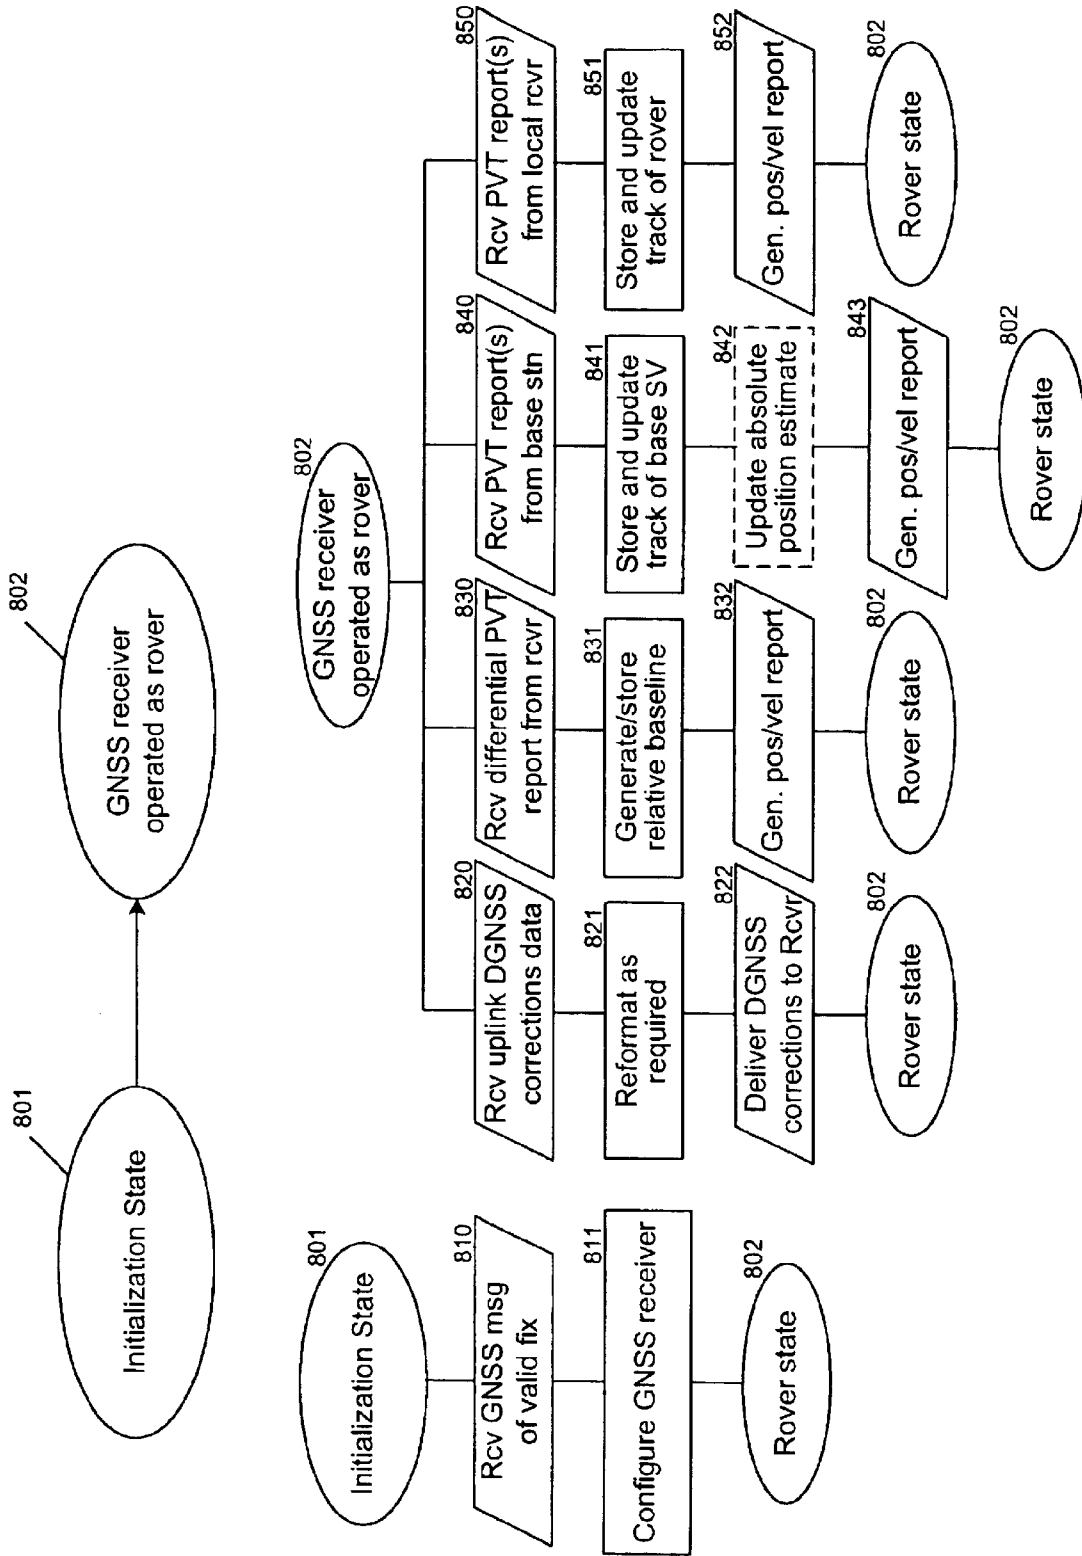 801
Initialization State
802
GNSS receiver
operated as rover
801
Initialization State
810
Rcv GNSS msg
of valid fix
811
Configure GNSS receiver
802
Rover state
802
GNSS receiver
operated as rover
820
Rcv uplink DGNSS
corrections data
821
Reformat as
required
822
Deliver DGNSS
corrections to Rcvr
802
Rover state
830
Rcv differential PVT
report from rcvr
831
Generate/store
relative baseline
832
Gen. pos/vel report
802
Rover state
840
Rcv PVT report(s)
from base stn
841
Store and update
track of base SV
842
Update absolute
position estimate
843
Gen. pos/vel report
802
Rover state
850
Rcv PVT report(s)
from local rcvr
851
Store and update
track of rover
852
Gen. pos/vel report
802
Rover state